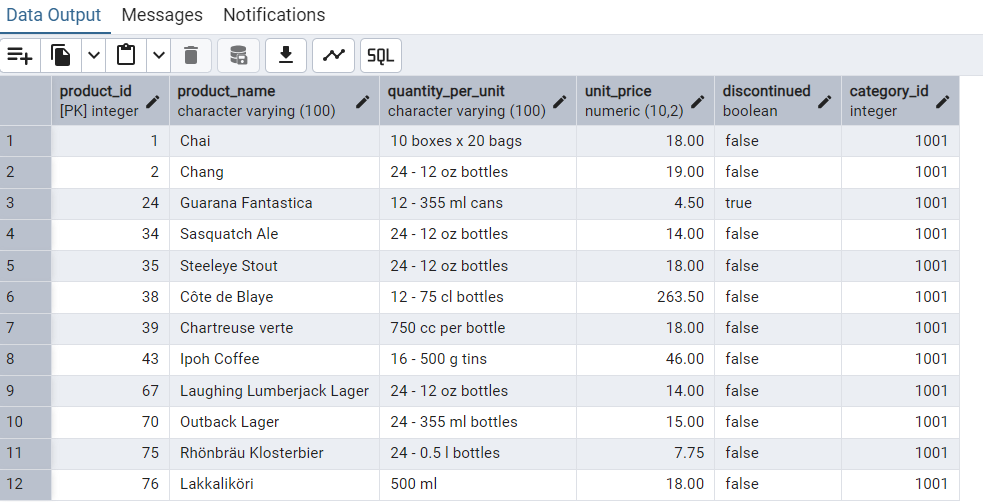 Data Output Messages Notifications
SQL
product_id product_name quantity_per_unit unit_price discontinued category_id
[PK] integer character varying (100) character varying (100) numeric (10,2) boolean integer
1 1 Chai 10 boxes x 20 bags 18.00 false 1001
2 2 Chang 24 - 12 oz bottles 19.00 false 1001
3 24 Guarana Fantastica 12 - 355 ml cans 4.50 true 1001
4 34 Sasquatch Ale 24 - 12 oz bottles 14.00 false 1001
5 35 Steeleye Stout 24 - 12 oz bottles 18.00 false 1001
6 38 Côte de Blaye 12 - 75 cl bottles 263.50 false 1001
7 39 Chartreuse verte 750 cc per bottle 18.00 false 1001
8 43 Ipoh Coffee 16 - 500 g tins 46.00 false 1001
9 67 Laughing Lumberjack Lager 24 - 12 oz bottles 14.00 false 1001
10 70 Outback Lager 24 - 355 ml bottles 15.00 false 1001
11 75 Rhönbräu Klosterbier 24 - 0.5 l bottles 7.75 false 1001
12 76 Lakkaliköri 500 ml 18.00 false 1001